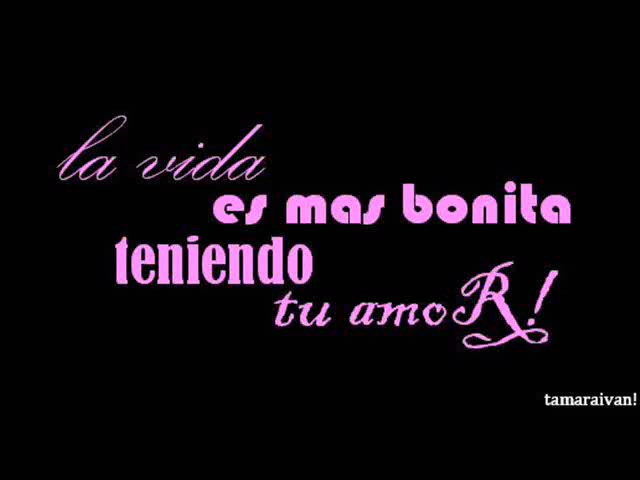 la vida
es mas bonita
teniendo
tu amoR!
tamaraivan!